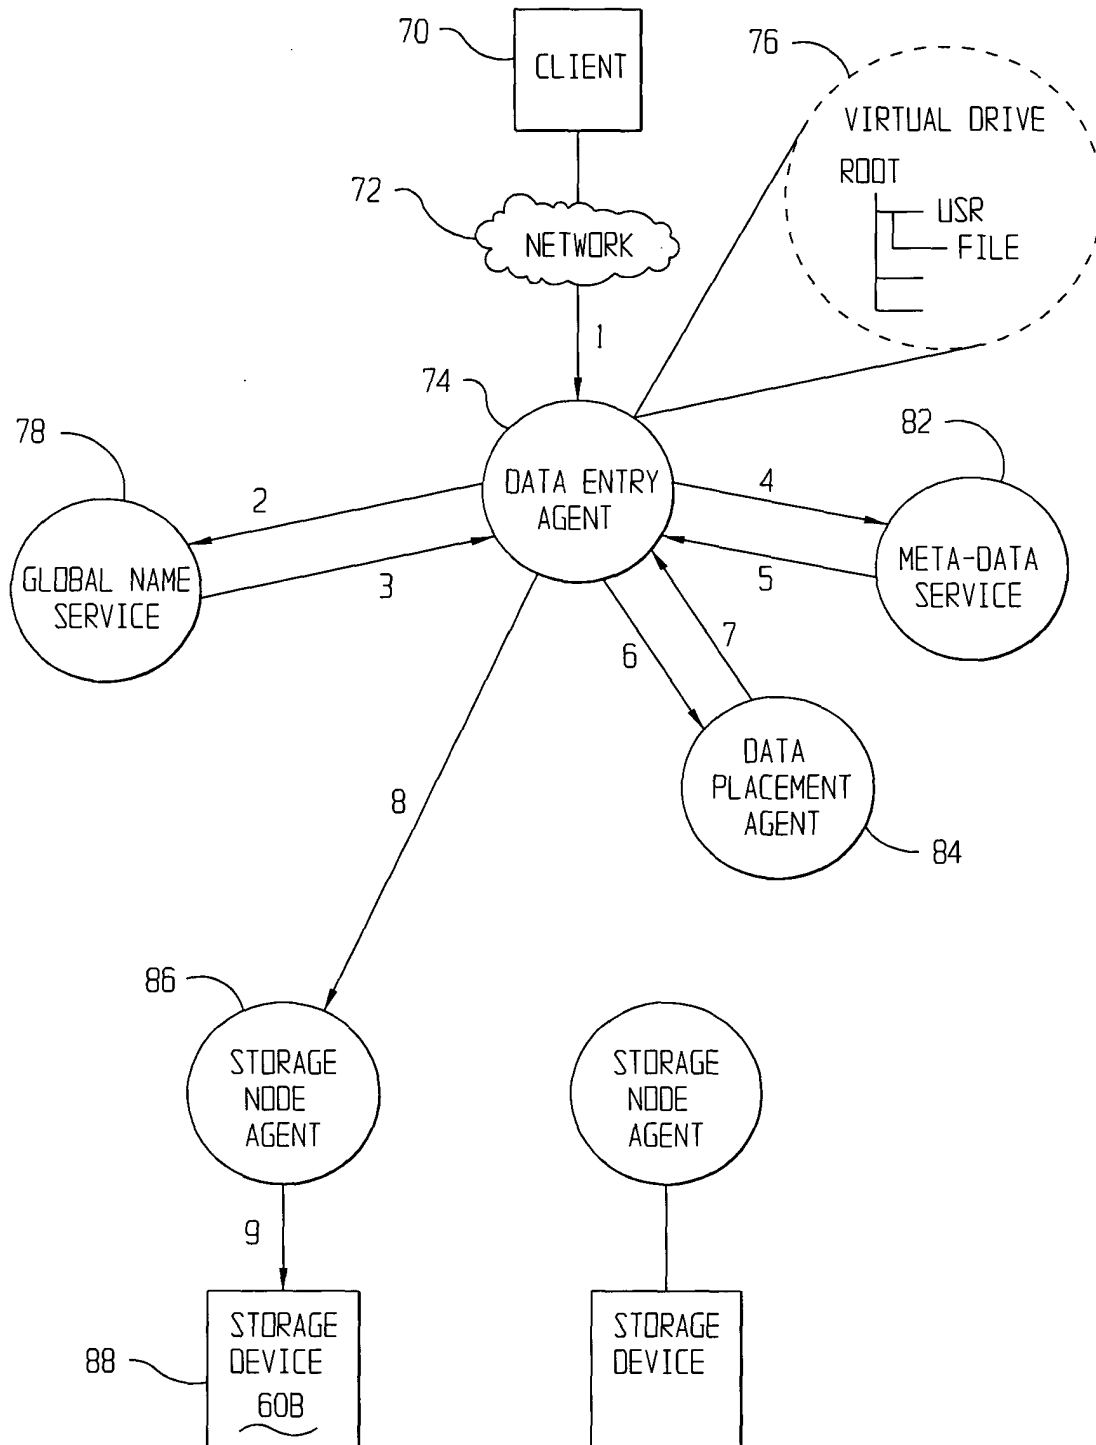 70
CLIENT
76
VIRTUAL DRIVE
ROOT
USR
FILE
72
NETWORK
1
74
DATA ENTRY
AGENT
78
2
GLOBAL NAME
SERVICE
3
82
4
META-DATA
SERVICE
5
6
7
DATA
PLACEMENT
AGENT
84
8
86
STORAGE
NODE
AGENT
STORAGE
NODE
AGENT
9
STORAGE
DEVICE
60B
88
STORAGE
DEVICE